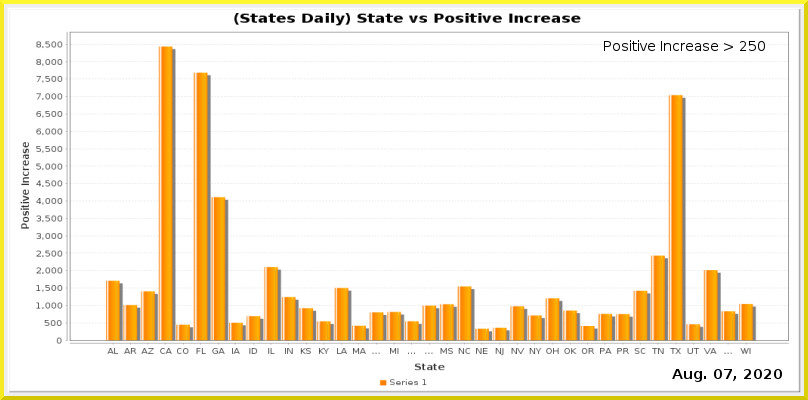 (States Daily) State vs Positive Increase
Positive Increase > 250
Positive Increase
8,500
8,000
7,500
7,000
6,500
6,000
5,500
5,000
4,500
4,000
3,500
3,000
2,500
2,000
1,500
1,000
500
0
AL AR AZ CA CO FL GA IA ID IL IN KS KY LA MA ... MI ... ... MS NC NE NJ NV NY OH OK OR PA PR SC TN TX UT VA ... WI
State
Series 1
Aug. 07, 2020